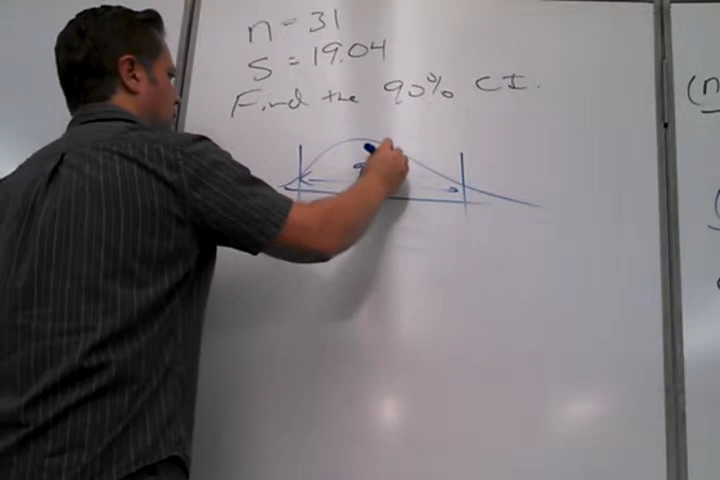 n = 31
s = 19.04
Find the 90% CI.
(n